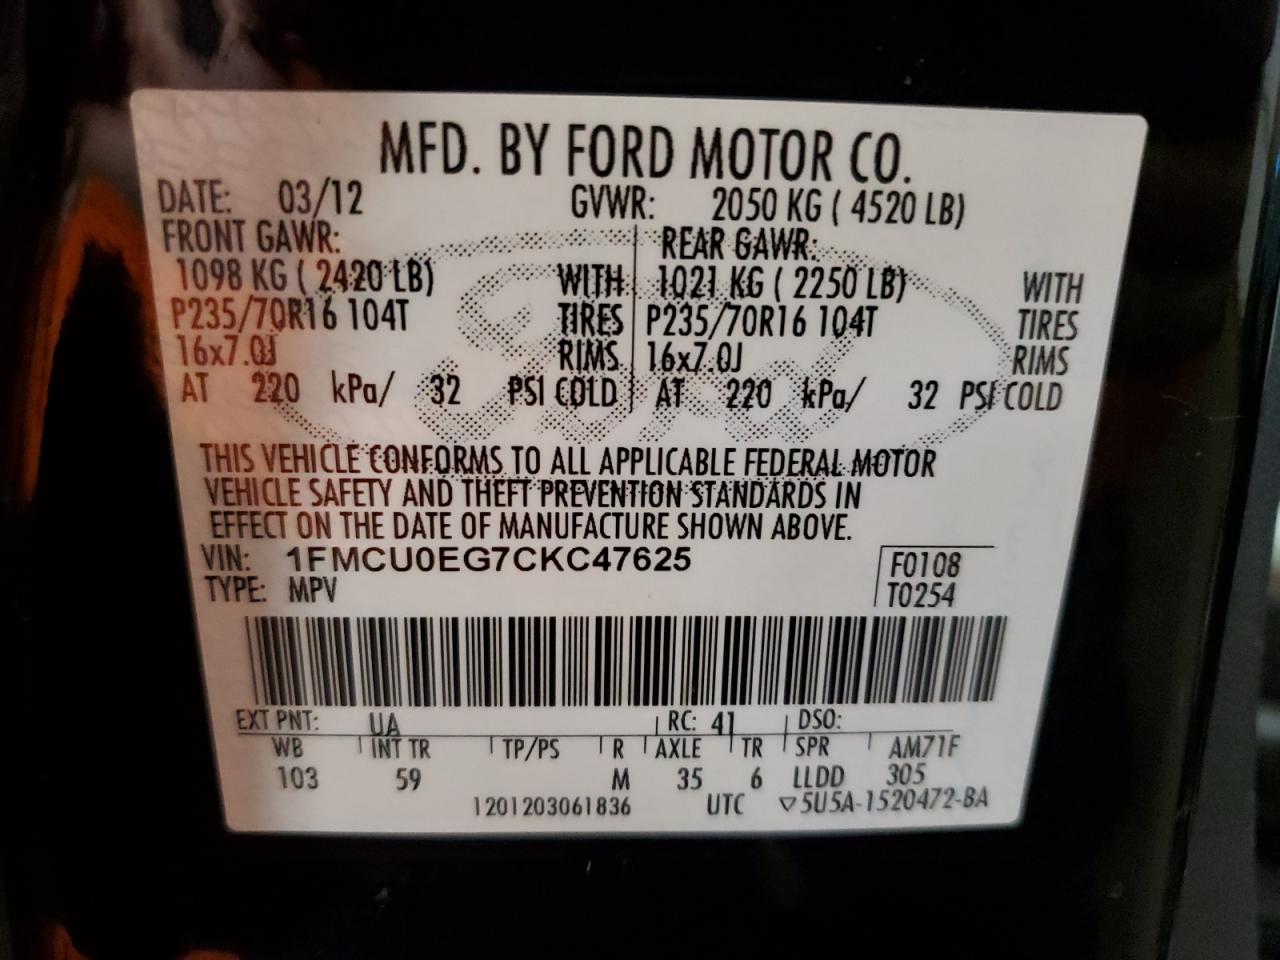 MFD. BY FORD MOTOR CO.
DATE: 03/12 GVWR: 2050 KG ( 4520 LB)
FRONT GAWR: REAR GAWR:
1098 KG ( 2420 LB) WITH 1021 KG ( 2250 LB) WITH
P235/70R16 104T TIRES P235/70R16 104T TIRES
16x7.0J RIMS 16x7.0J RIMS
AT 220 kPa/ 32 PSI COLD AT 220 kPa/ 32 PSI COLD
Ford
THIS VEHICLE CONFORMS TO ALL APPLICABLE FEDERAL MOTOR
VEHICLE SAFETY AND THEFT PREVENTION STANDARDS IN
EFFECT ON THE DATE OF MANUFACTURE SHOWN ABOVE.
VIN: 1FMCU0EG7CKC47625 F0108
TYPE: MPV T0254
EXT PNT: UA RC: 41 DSO:
WB INT TR TP/PS R AXLE TR SPR AM71F
103 59 M 35 6 LLDD 305
1201203061836 UTC ▽5U5A-1520472-BA